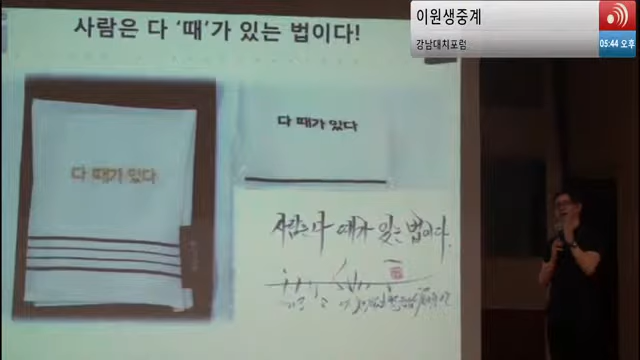 사람은 다 '때'가 있는 법이다!
이원생중계
강남대치포럼
05:44 오후
다 때가 있다
다 때가 있다
사람은 다 때가 있는 법이다.